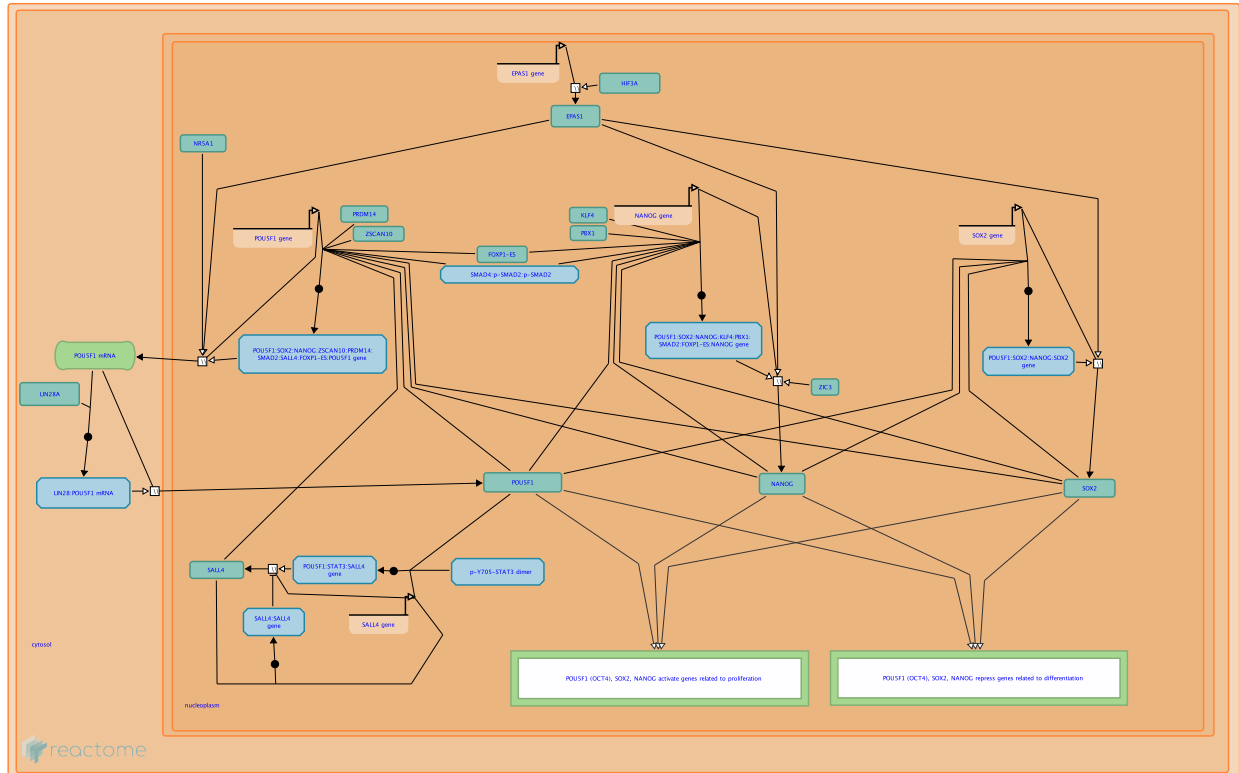 EPAS1 gene
HIF3A
EPAS1
NR5A1
PRDM14
ZSCAN10
POU5F1 gene
KLF4
PBX1
NANOG gene
SOX2 gene
FOXP1-ES
SMAD4:p-SMAD2:p-SMAD2
POU5F1 mRNA
POU5F1:SOX2:NANOG:ZSCAN10:PRDM14:
SMAD2:SALL4:FOXP1-ES:POU5F1 gene
POU5F1:SOX2:NANOG:KLF4:PBX1:
SMAD2:FOXP1-ES:NANOG gene
POU5F1:SOX2:NANOG:SOX2
gene
ZIC3
LIN28A
LIN28:POU5F1 mRNA
POU5F1
NANOG
SOX2
SALL4
POU5F1:STAT3:SALL4
gene
p-Y705-STAT3 dimer
SALL4:SALL4
gene
SALL4 gene
cytosol
POU5F1 (OCT4), SOX2, NANOG activate genes related to proliferation
POU5F1 (OCT4), SOX2, NANOG repress genes related to differentiation
nucleoplasm
reactome